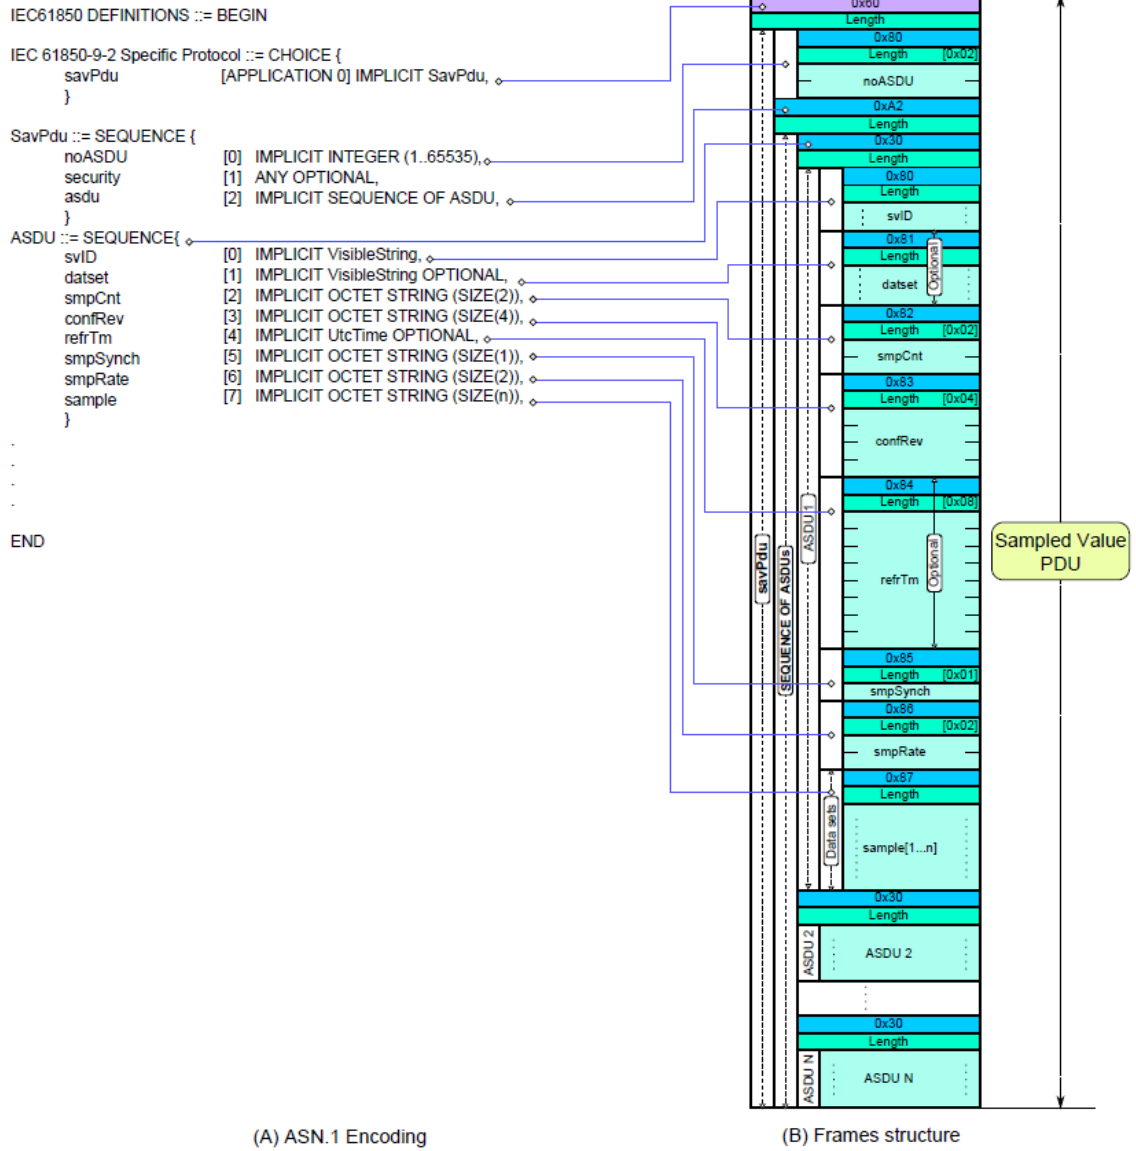 IEC61850 DEFINITIONS ::= BEGIN
IEC 61850-9-2 Specific Protocol ::= CHOICE {
savPdu [APPLICATION 0] IMPLICIT SavPdu,
}
SavPdu ::= SEQUENCE {
noASDU [0] IMPLICIT INTEGER (1..65535),
security [1] ANY OPTIONAL,
asdu [2] IMPLICIT SEQUENCE OF ASDU,
}
ASDU ::= SEQUENCE{
svID [0] IMPLICIT VisibleString,
datset [1] IMPLICIT VisibleString OPTIONAL,
smpCnt [2] IMPLICIT OCTET STRING (SIZE(2)),
confRev [3] IMPLICIT OCTET STRING (SIZE(4)),
refrTm [4] IMPLICIT UtcTime OPTIONAL,
smpSynch [5] IMPLICIT OCTET STRING (SIZE(1)),
smpRate [6] IMPLICIT OCTET STRING (SIZE(2)),
sample [7] IMPLICIT OCTET STRING (SIZE(n)),
}
.
.
.
.
END
(A) ASN.1 Encoding
0x60
Length
0x80
Length [0x02]
noASDU
0xA2
Length
0x30
Length
0x80
Length
svID
0x81
Length
datset
Optional
0x82
Length [0x02]
smpCnt
0x83
Length [0x04]
confRev
0x84
Length [0x08]
refrTm
Optional
0x85
Length [0x01]
smpSynch
0x86
Length [0x02]
smpRate
0x87
Length
sample[1...n]
Data sets
ASDU 1
savPdu
SEQUENCE OF ASDUs
0x30
Length
ASDU 2
ASDU 2
0x30
Length
ASDU N
ASDU N
Sampled Value
PDU
(B) Frames structure